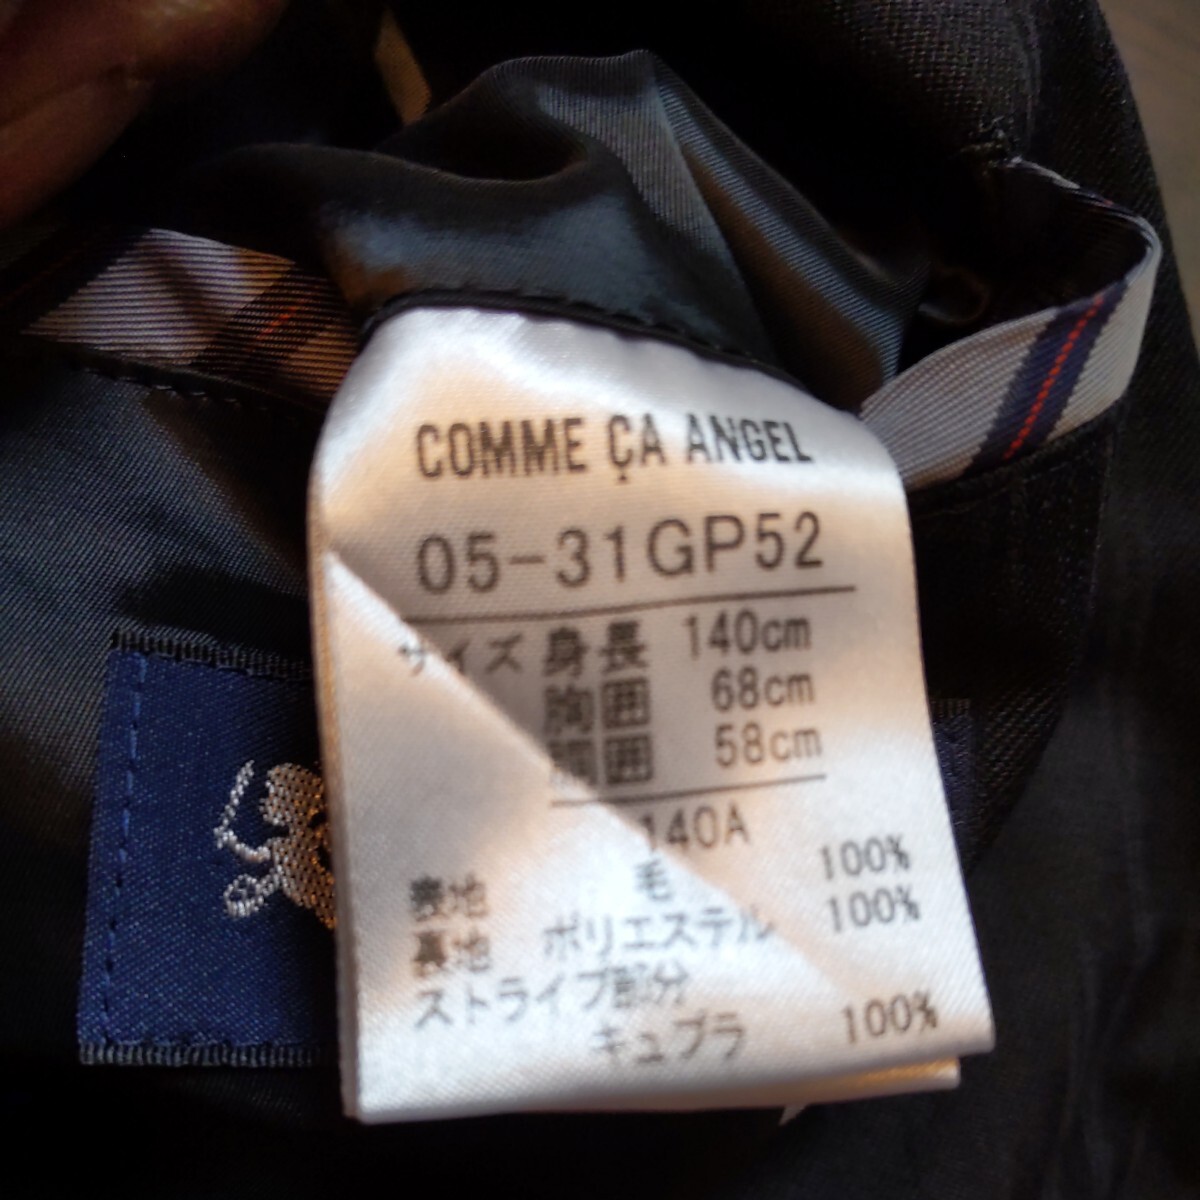 COMME ÇA ANGEL
05-31GP52
サイズ 身長 140cm
胸囲 68cm
胴囲 58cm
140A
表地 毛 100%
裏地 ポリエステル 100%
ストライプ部分
キュプラ 100%